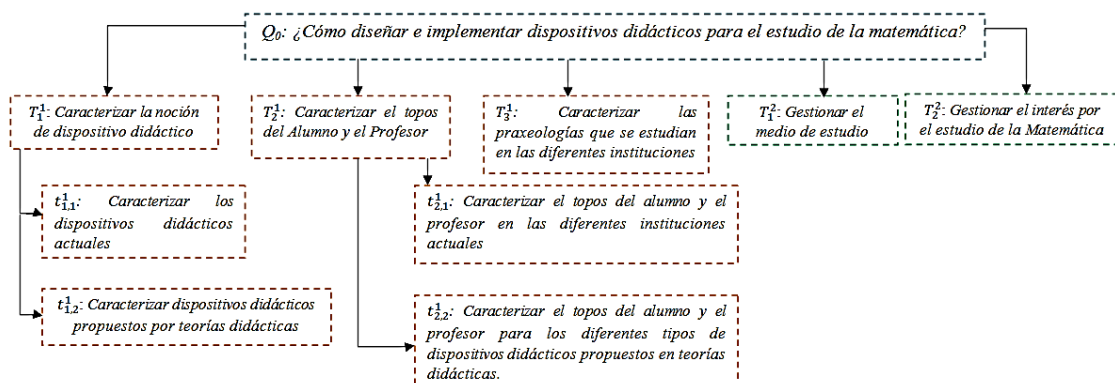 Q₀: ¿Cómo diseñar e implementar dispositivos didácticos para el estudio de la matemática?
T₁¹: Caracterizar la noción
de dispositivo didáctico
T₂¹: Caracterizar el topos
del Alumno y el Profesor
T₃¹: Caracterizar las
praxeologías que se estudian
en las diferentes instituciones
T₁²: Gestionar el
medio de estudio
T₂²: Gestionar el interés por
el estudio de la Matemática
t₁,₁¹: Caracterizar los
dispositivos didácticos
actuales
t₂,₁¹: Caracterizar el topos del alumno y el
profesor en las diferentes instituciones
actuales
t₁,₂¹: Caracterizar dispositivos didácticos
propuestos por teorías didácticas
t₂,₂¹: Caracterizar el topos del alumno y el
profesor para los diferentes tipos de
dispositivos didácticos propuestos en teorías
didácticas.